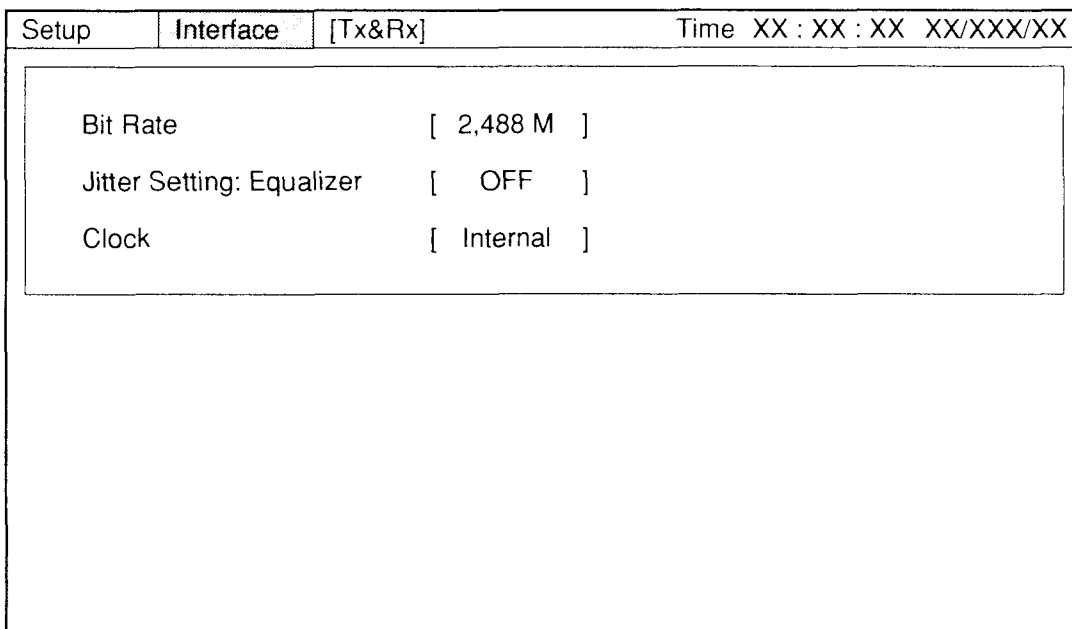 Setup Interface [Tx&Rx] Time XX : XX : XX XX/XXX/XX
Bit Rate [ 2,488 M ]
Jitter Setting: Equalizer [ OFF ]
Clock [ Internal ]